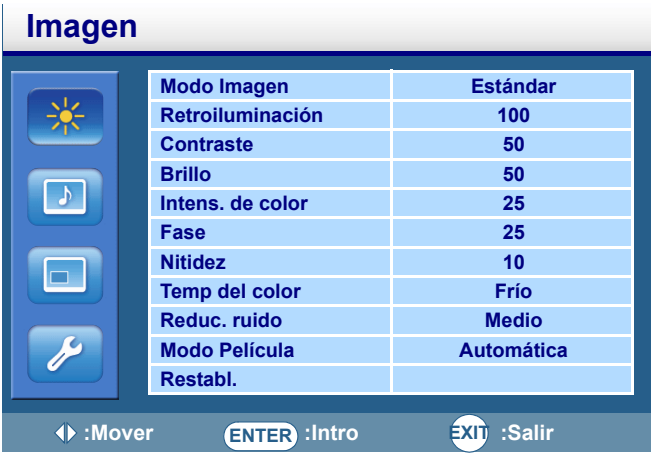 Imagen
Modo Imagen Estándar
Retroiluminación 100
Contraste 50
Brillo 50
Intens. de color 25
Fase 25
Nitidez 10
Temp del color Frío
Reduc. ruido Medio
Modo Película Automática
Restabl.
:Mover ENTER :Intro EXIT :Salir